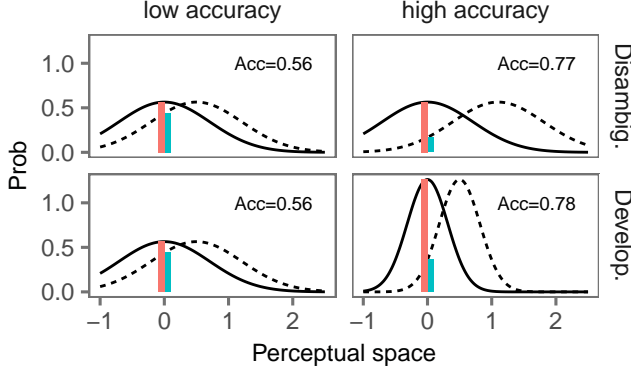 low accuracy high accuracy
1.0 Acc=0.56 Acc=0.77 Disambig.
0.5
0.0
Prob
1.0 Acc=0.56 Acc=0.78 Develop.
0.5
0.0
−1 0 1 2 −1 0 1 2
Perceptual space